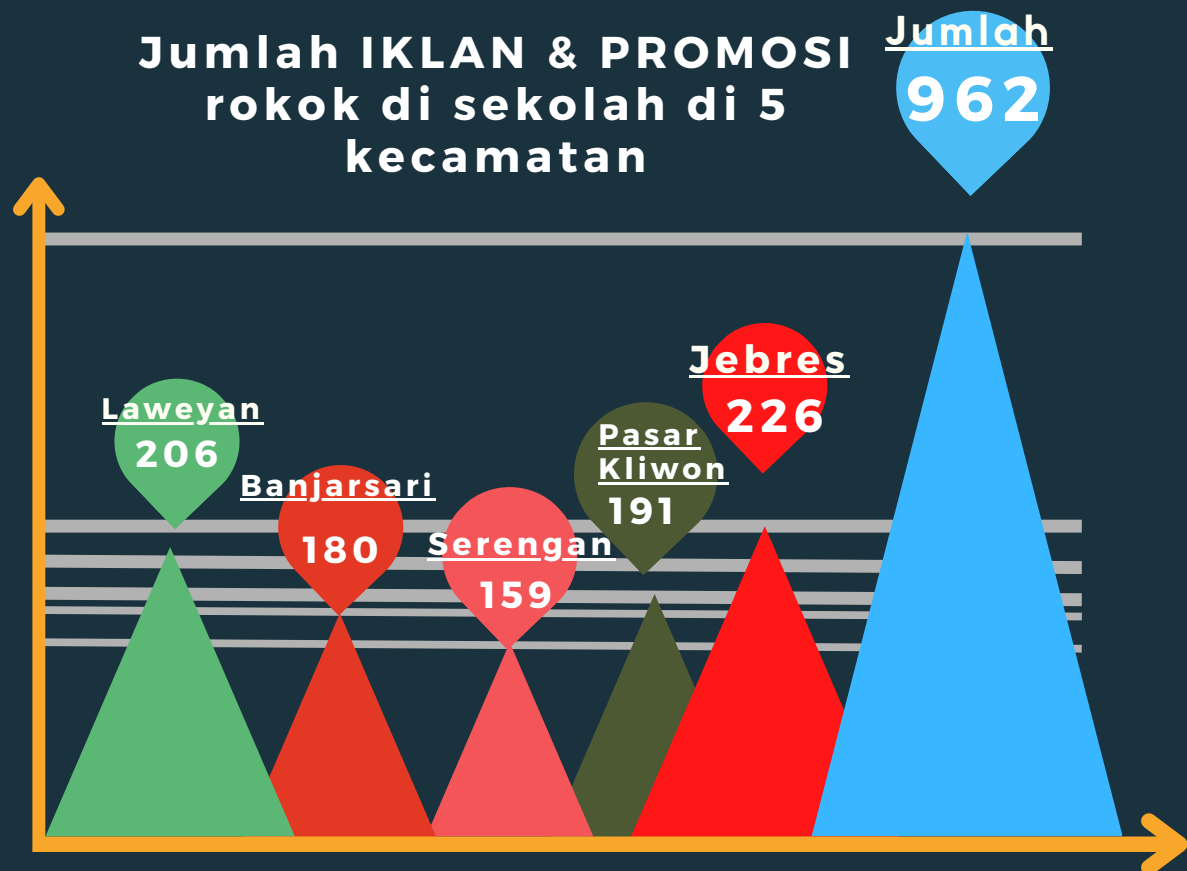 Jumlah IKLAN & PROMOSI
rokok di sekolah di 5
kecamatan
Jumlah
962
Laweyan
206
Banjarsari
180
Serengan
159
Pasar
Kliwon
191
Jebres
226